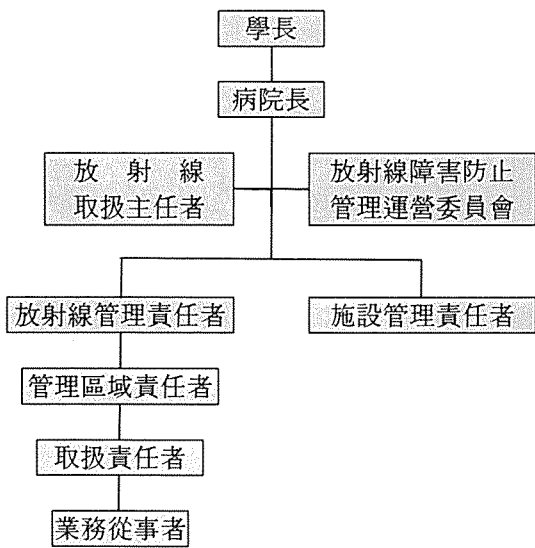 學長
病院長
放射線
取扱主任者
放射線障害防止
管理運營委員會
放射線管理責任者
施設管理責任者
管理區域責任者
取扱責任者
業務從事者